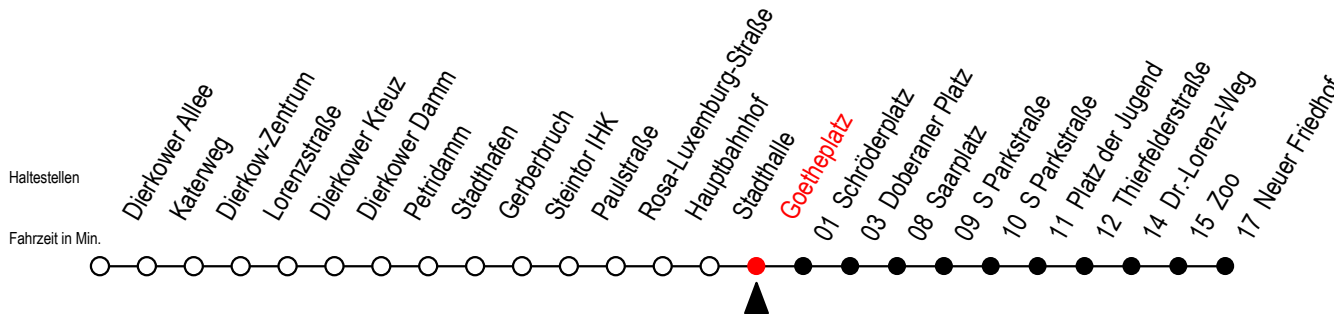 Haltestellen
Fahrzeit in Min.
Dierkower Allee
Katerweg
Dierkow-Zentrum
Lorenzstraße
Dierkower Kreuz
Dierkower Damm
Petridamm
Stadthafen
Gerberbruch
Steintor IHK
Paulstraße
Rosa-Luxemburg-Straße
Hauptbahnhof
Stadthalle
Goetheplatz
01 Schröderplatz
03 Doberaner Platz
08 Saarplatz
09 S Parkstraße
10 S Parkstraße
11 Platz der Jugend
12 Thierfelderstraße
14 Dr.-Lorenz-Weg
15 Zoo
17 Neuer Friedhof